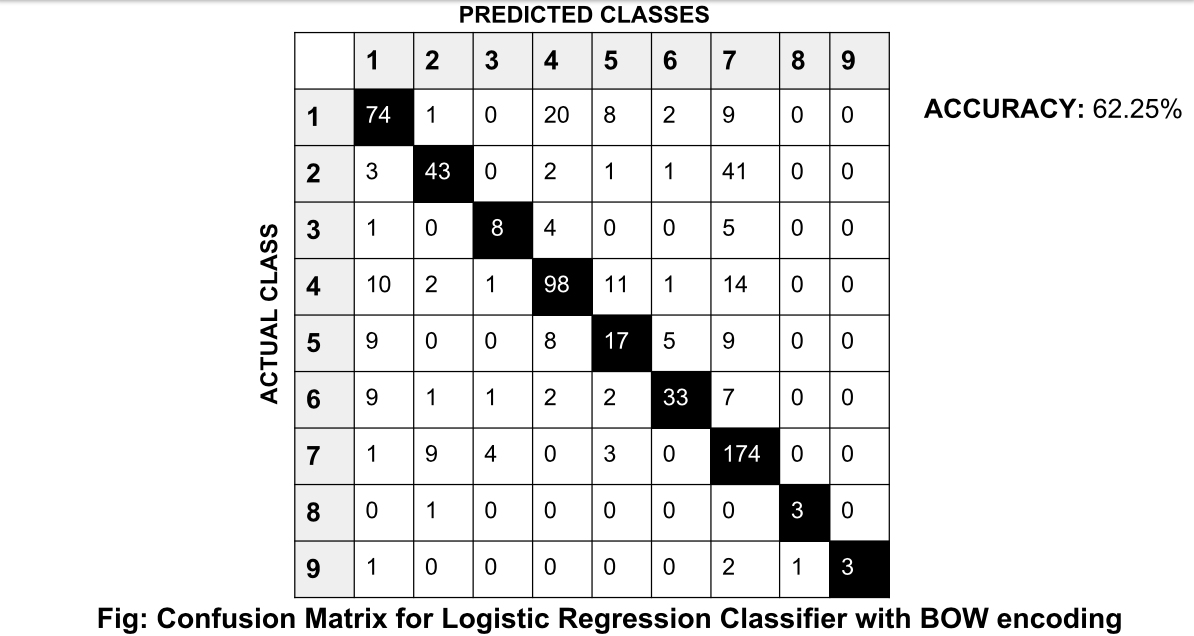 PREDICTED CLASSES
1 2 3 4 5 6 7 8 9
1 74 1 0 20 8 2 9 0 0
ACCURACY: 62.25%
2 3 43 0 2 1 1 41 0 0
3 1 0 8 4 0 0 5 0 0
ACTUAL CLASS
4 10 2 1 98 11 1 14 0 0
5 9 0 0 8 17 5 9 0 0
6 9 1 1 2 2 33 7 0 0
7 1 9 4 0 3 0 174 0 0
8 0 1 0 0 0 0 0 3 0
9 1 0 0 0 0 0 2 1 3
Fig: Confusion Matrix for Logistic Regression Classifier with BOW encoding